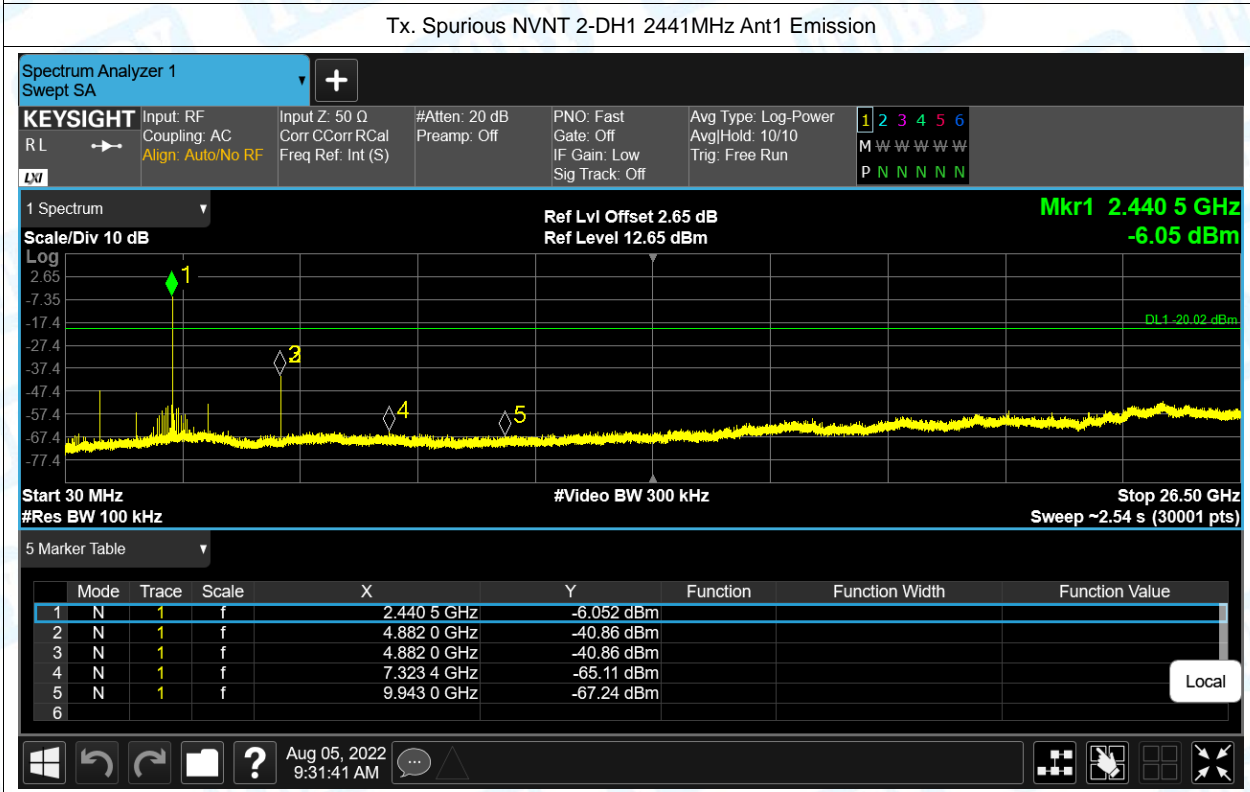 Tx. Spurious NVNT 2-DH1 2441MHz Ant1 Emission
Spectrum Analyzer 1
Swept SA
KEYSIGHT
R L
LXI
Input: RF
Coupling: AC
Align: Auto/No RF
Input Z: 50 Ω
Corr CCorr RCal
Freq Ref: Int (S)
#Atten: 20 dB
Preamp: Off
PNO: Fast
Gate: Off
IF Gain: Low
Sig Track: Off
Avg Type: Log-Power
Avg|Hold: 10/10
Trig: Free Run
1 2 3 4 5 6
M W W W W W
P N N N N N
1 Spectrum
Scale/Div 10 dB
Ref Lvl Offset 2.65 dB
Ref Level 12.65 dBm
Mkr1 2.440 5 GHz
-6.05 dBm
Log
2.65
-7.35
-17.4
-27.4
-37.4
-47.4
-57.4
-67.4
-77.4
1
3
4
5
DL1 -20.02 dBm
Start 30 MHz
#Video BW 300 kHz
Stop 26.50 GHz
#Res BW 100 kHz
Sweep ~2.54 s (30001 pts)
5 Marker Table
Mode Trace Scale X Y Function Function Width Function Value
1 N 1 f 2.440 5 GHz -6.052 dBm
2 N 1 f 4.882 0 GHz -40.86 dBm
3 N 1 f 4.882 0 GHz -40.86 dBm
4 N 1 f 7.323 4 GHz -65.11 dBm
5 N 1 f 9.943 0 GHz -67.24 dBm
6
Local
?
Aug 05, 2022
9:31:41 AM